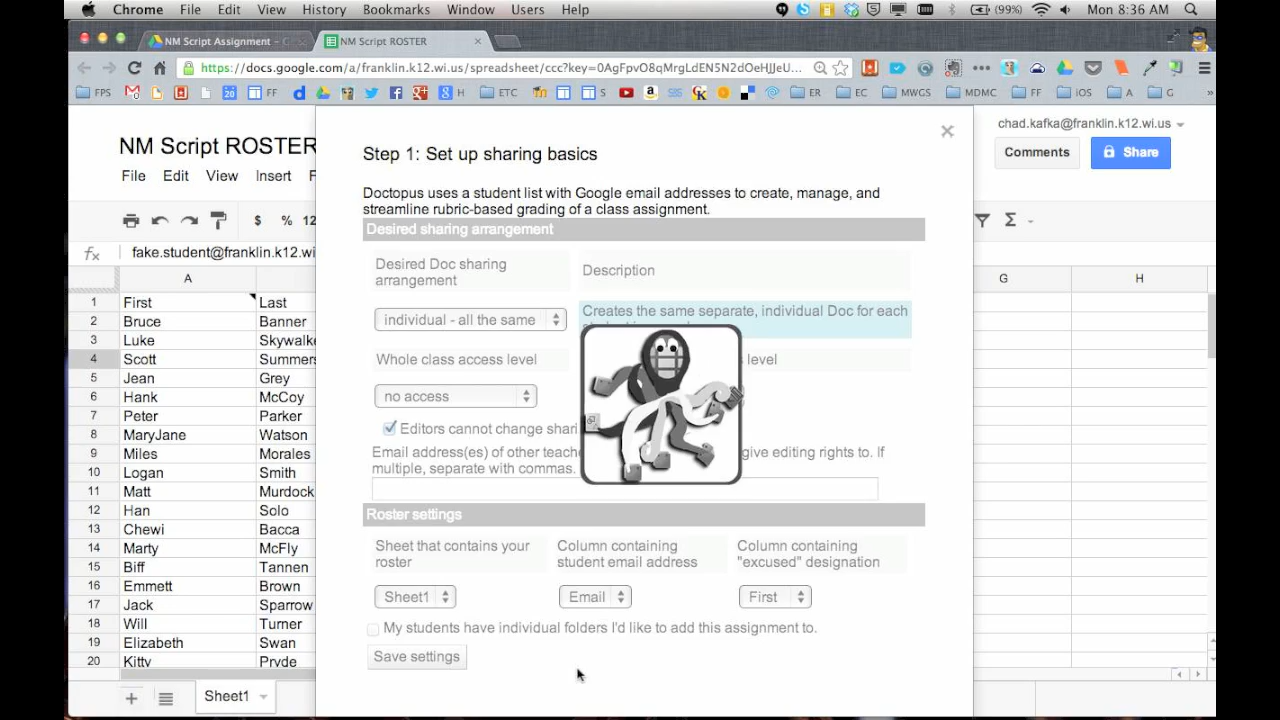 Chrome File Edit View History Bookmarks Window Users Help (99%) Mon 8:36 AM
NM Script Assignment – G NM Script ROSTER
https://docs.google.com/a/franklin.k12.wi.us/spreadsheet/ccc?key=0AgFpvO8qMrgLdEN5N2dOeHJJeU...
FPS FF H ETC S ER EC MWGS MDMC FF iOS A G »
chad.kafka@franklin.k12.wi.us
NM Script ROSTER
Comments Share
File Edit View Insert F
$ % 12 Σ
fx fake.student@franklin.k12.wi
A G H
1 First Last
2 Bruce Banner
3 Luke Skywalke
4 Scott Summers
5 Jean Grey
6 Hank McCoy
7 Peter Parker
8 MaryJane Watson
9 Miles Morales
10 Logan Smith
11 Matt Murdock
12 Han Solo
13 Chewi Bacca
14 Marty McFly
15 Biff Tannen
16 Emmett Brown
17 Jack Sparrow
18 Will Turner
19 Elizabeth Swan
20 Kitty Pryde
Sheet1
Step 1: Set up sharing basics
Doctopus uses a student list with Google email addresses to create, manage, and
streamline rubric-based grading of a class assignment.
Desired sharing arrangement
Desired Doc sharing
arrangement
Description
individual - all the same
Creates the same separate, individual Doc for each
Whole class access level
level
no access
Editors cannot change shari
Email address(es) of other teache give editing rights to. If
multiple, separate with commas.
Roster settings
Sheet that contains your
roster
Column containing
student email address
Column containing
"excused" designation
Sheet1 Email First
My students have individual folders I'd like to add this assignment to.
Save settings